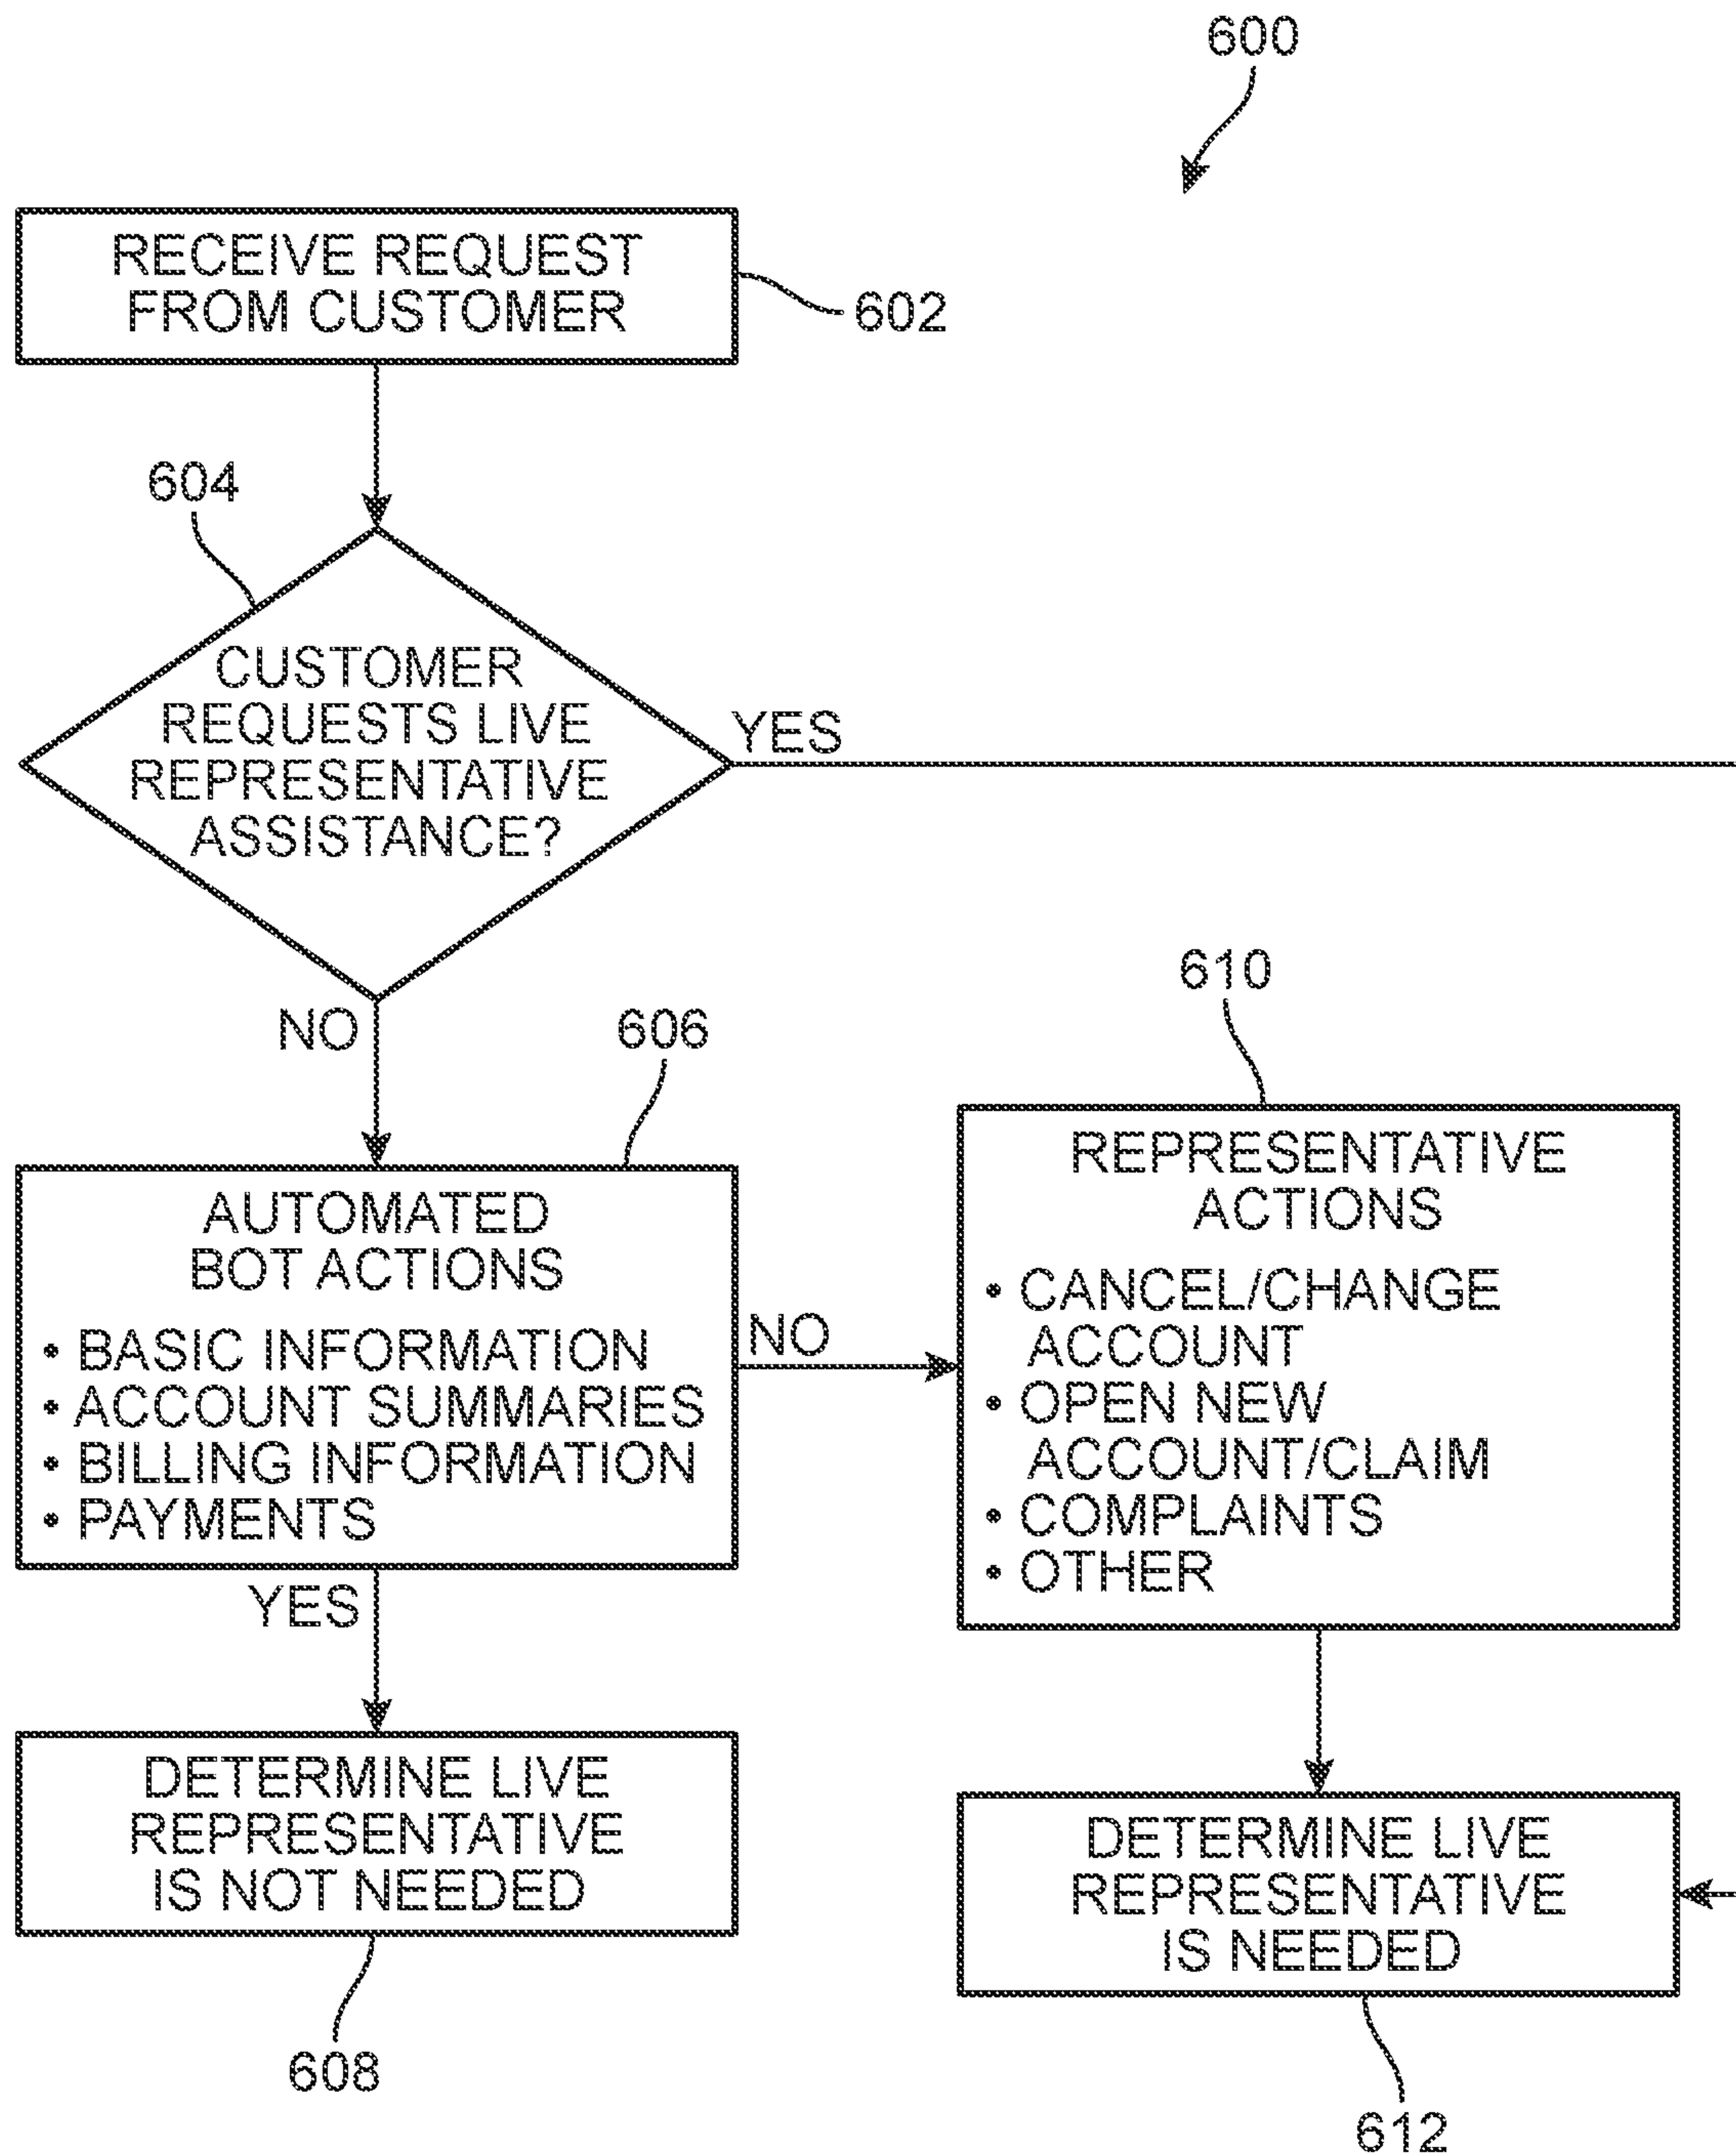 600
RECEIVE REQUEST
FROM CUSTOMER
602
604
CUSTOMER
REQUESTS LIVE
REPRESENTATIVE
ASSISTANCE?
YES
NO
606
AUTOMATED
BOT ACTIONS
• BASIC INFORMATION
• ACCOUNT SUMMARIES
• BILLING INFORMATION
• PAYMENTS
NO
610
REPRESENTATIVE
ACTIONS
• CANCEL/CHANGE
ACCOUNT
• OPEN NEW
ACCOUNT/CLAIM
• COMPLAINTS
• OTHER
YES
DETERMINE LIVE
REPRESENTATIVE
IS NOT NEEDED
608
DETERMINE LIVE
REPRESENTATIVE
IS NEEDED
612